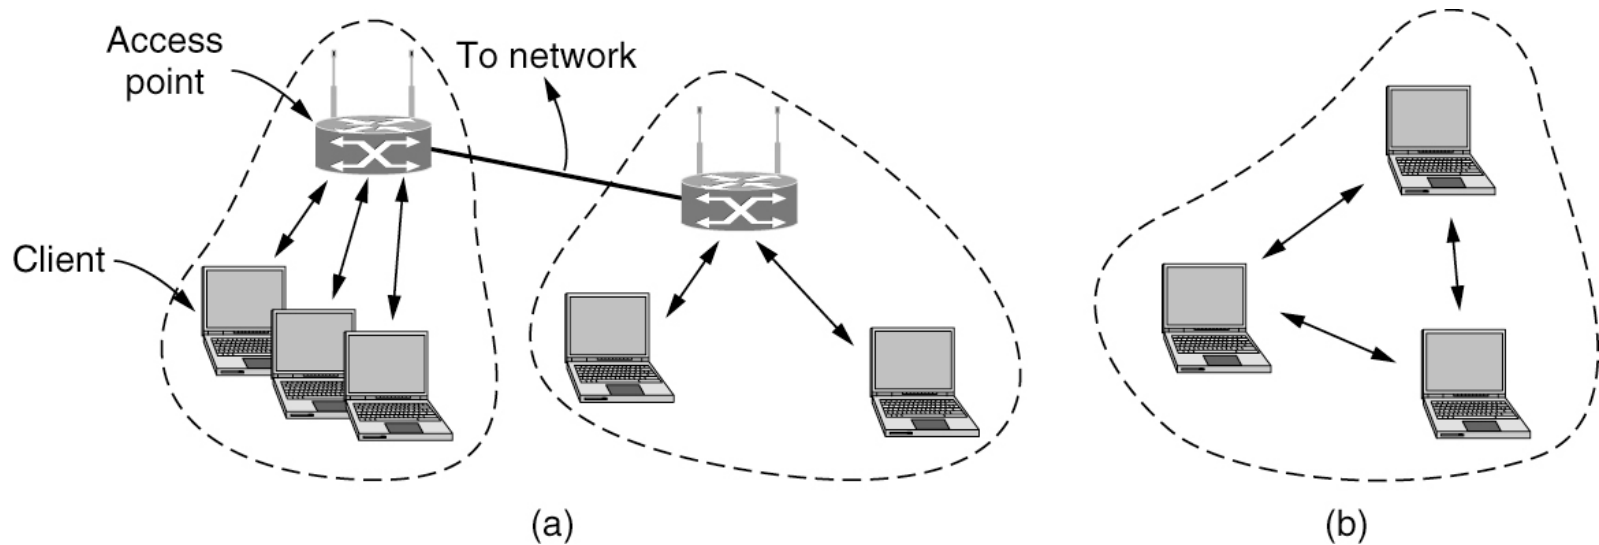 Access
point
To network
Client
(a)
(b)